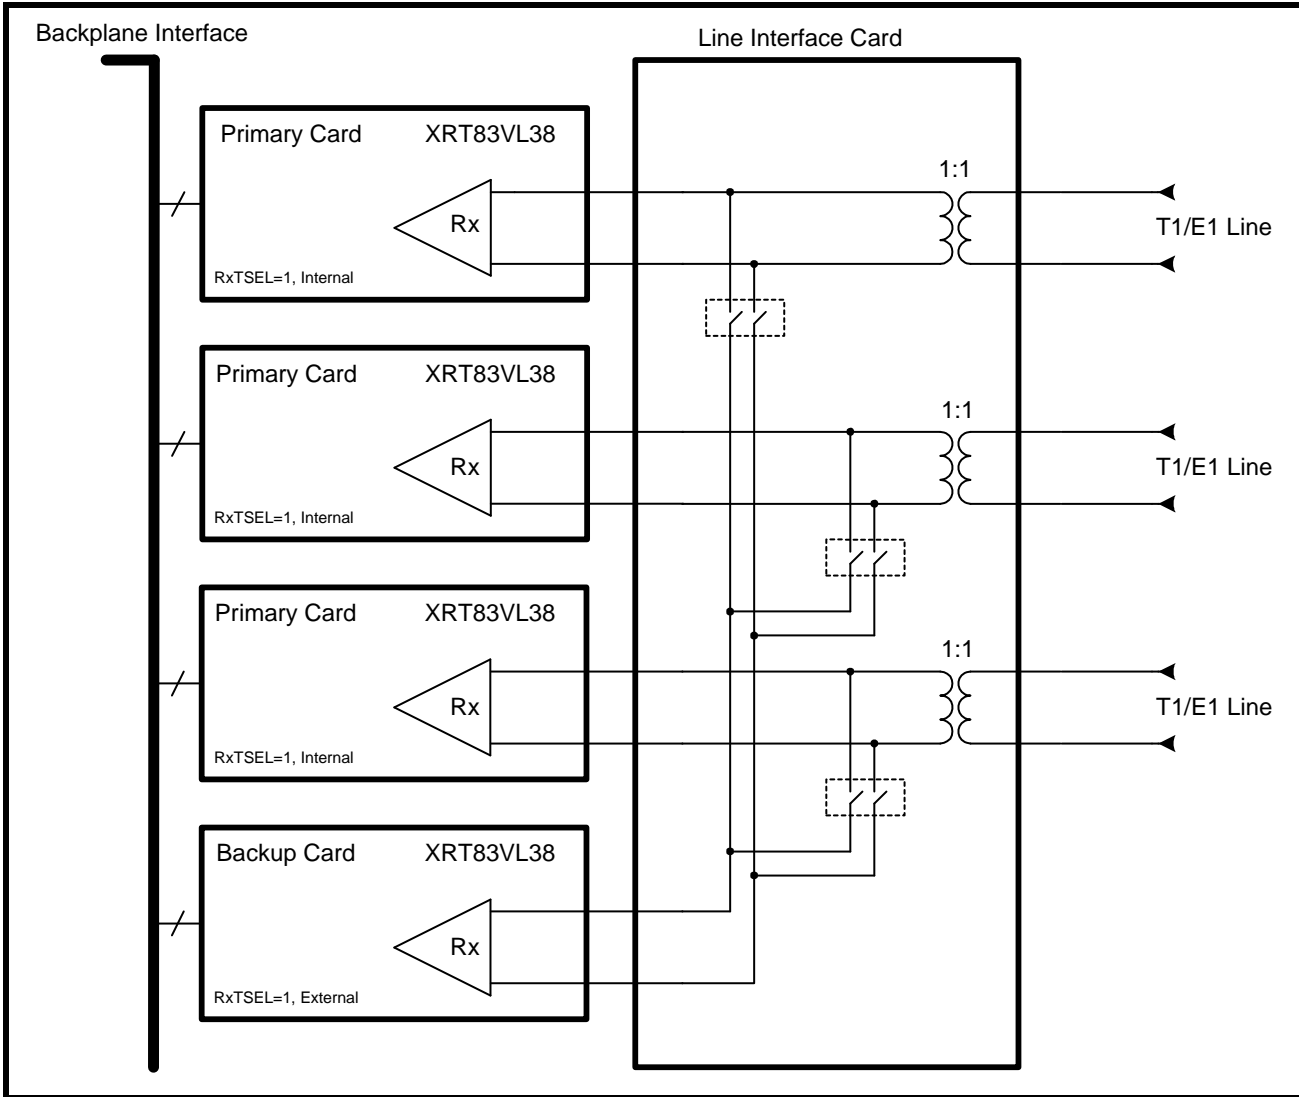 Backplane Interface
Line Interface Card
Primary Card XRT83VL38
Rx
RxTSEL=1, Internal
1:1
T1/E1 Line
Primary Card XRT83VL38
Rx
RxTSEL=1, Internal
1:1
T1/E1 Line
Primary Card XRT83VL38
Rx
RxTSEL=1, Internal
1:1
T1/E1 Line
Backup Card XRT83VL38
Rx
RxTSEL=1, External